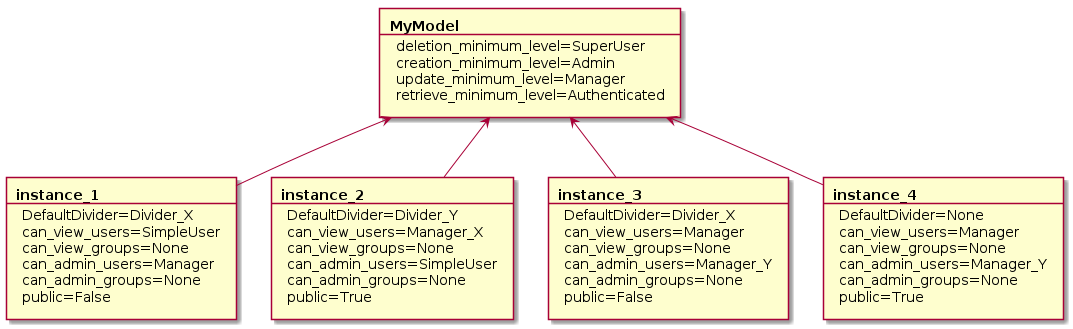 MyModel
deletion_minimum_level=SuperUser
creation_minimum_level=Admin
update_minimum_level=Manager
retrieve_minimum_level=Authenticated
instance_1
DefaultDivider=Divider_X
can_view_users=SimpleUser
can_view_groups=None
can_admin_users=Manager
can_admin_groups=None
public=False
instance_2
DefaultDivider=Divider_Y
can_view_users=Manager_X
can_view_groups=None
can_admin_users=SimpleUser
can_admin_groups=None
public=True
instance_3
DefaultDivider=Divider_X
can_view_users=Manager
can_view_groups=None
can_admin_users=Manager_Y
can_admin_groups=None
public=False
instance_4
DefaultDivider=None
can_view_users=Manager
can_view_groups=None
can_admin_users=Manager_Y
can_admin_groups=None
public=True